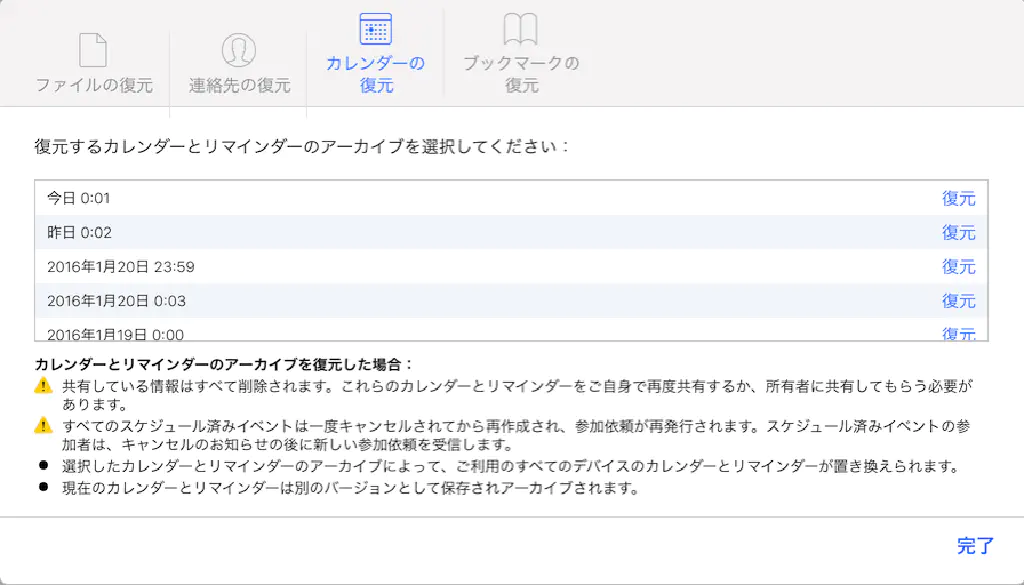 ファイルの復元
連絡先の復元
カレンダーの
復元
ブックマークの
復元
復元するカレンダーとリマインダーのアーカイブを選択してください：
今日 0:01 復元
昨日 0:02 復元
2016年1月20日 23:59 復元
2016年1月20日 0:03 復元
2016年1月19日 0:00 復元
カレンダーとリマインダーのアーカイブを復元した場合：
共有している情報はすべて削除されます。これらのカレンダーとリマインダーをご自身で再度共有するか、所有者に共有してもらう必要が
あります。
すべてのスケジュール済みイベントは一度キャンセルされてから再作成され、参加依頼が再発行されます。スケジュール済みイベントの参
加者は、キャンセルのお知らせの後に新しい参加依頼を受信します。
● 選択したカレンダーとリマインダーのアーカイブによって、ご利用のすべてのデバイスのカレンダーとリマインダーが置き換えられます。
● 現在のカレンダーとリマインダーは別のバージョンとして保存されアーカイブされます。
完了